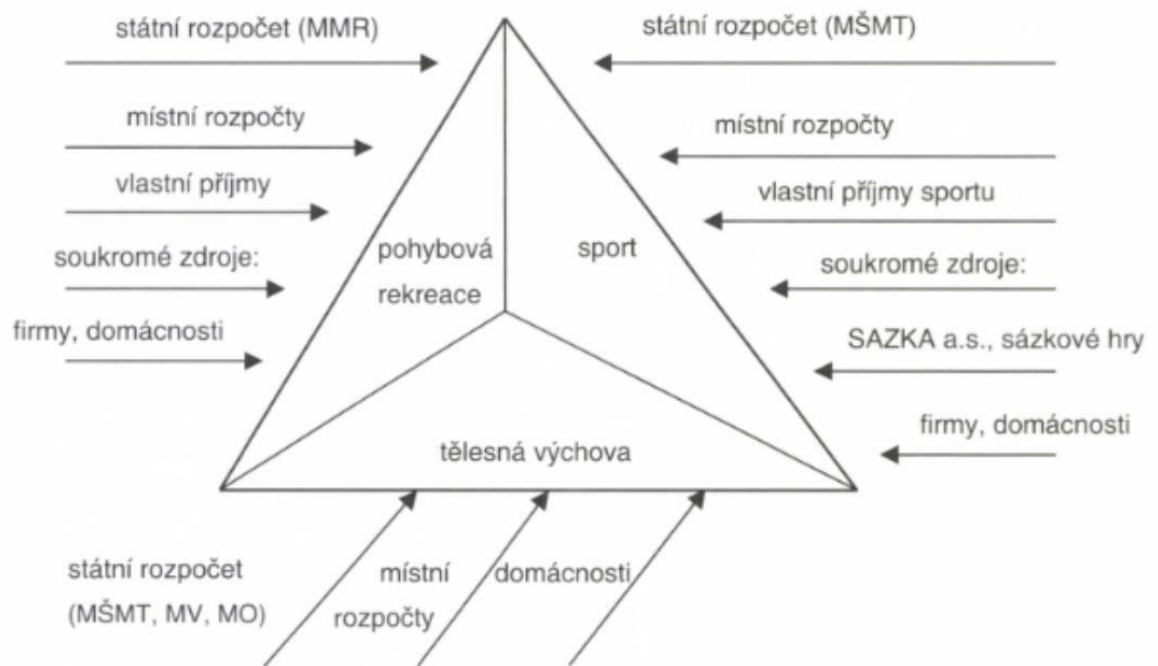 státní rozpočet (MMR)
státní rozpočet (MŠMT)
místní rozpočty
místní rozpočty
vlastní příjmy
vlastní příjmy sportu
pohybová
rekreace
sport
soukromé zdroje:
soukromé zdroje:
firmy, domácnosti
SAZKA a.s., sázkové hry
firmy, domácnosti
tělesná výchova
státní rozpočet
(MŠMT, MV, MO)
místní
rozpočty
domácnosti